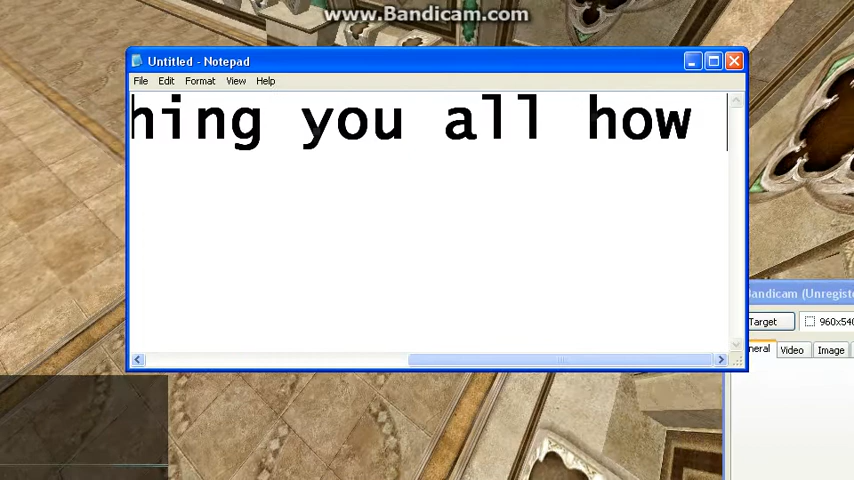 www.Bandicam.com
Untitled - Notepad
File Edit Format View Help
hing you all how
Bandicam (Unregiste
Target 960x540
neral Video Image